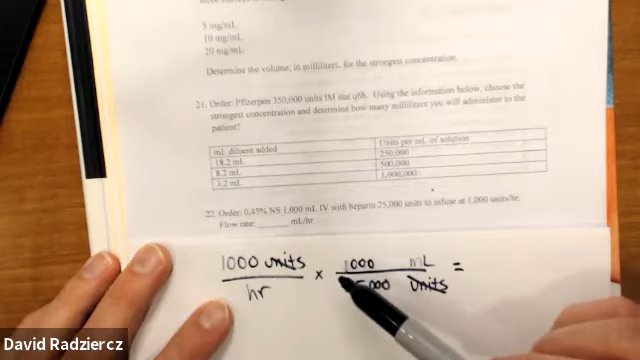 5 mg/mL
10 mg/mL
20 mg/mL
Determine the volume, in milliliters, for the strongest concentration.
21. Order: Pfizerpen 350,000 units IM stat q6h. Using the information below, choose the
strongest concentration and determine how many milliliters you will administer to the
patient?
mL diluent added Units per mL of solution
18.2 mL 250,000
8.2 mL 500,000
3.2 mL 1,000,000
22. Order: 0.45% NS 1,000 mL IV with heparin 25,000 units to infuse at 1,000 units/hr.
Flow rate: ______ mL/hr
1000 units × 1000 mL =
hr 000 units
David Radziercz